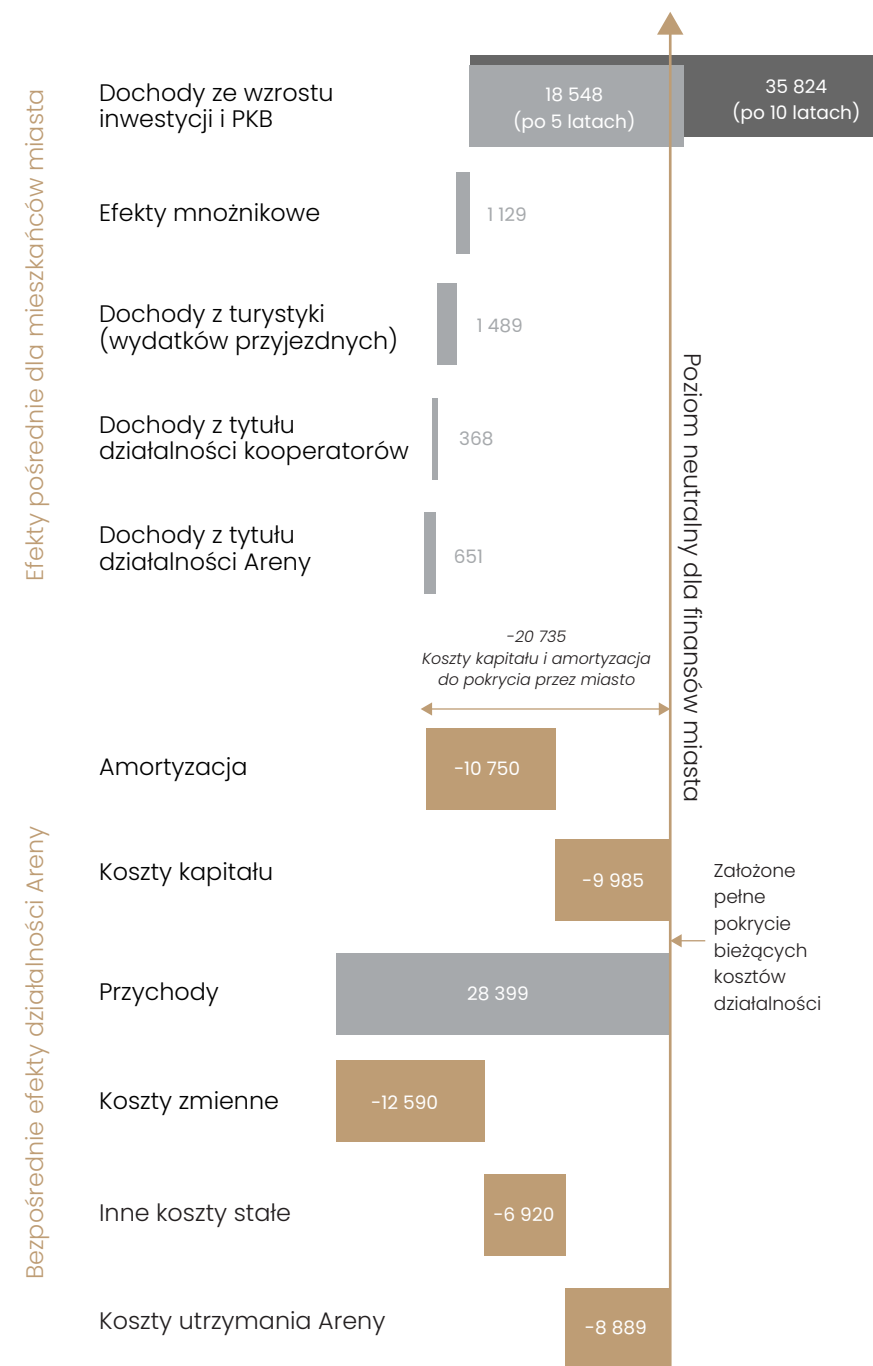 Efekty pośrednie dla mieszkańców miasta
Dochody ze wzrostu
inwestycji i PKB
18 548
(po 5 latach)
35 824
(po 10 latach)
Efekty mnożnikowe
1 129
Dochody z turystyki
(wydatków przyjezdnych)
1 489
Dochody z tytułu
działalności kooperatorów
368
Dochody z tytułu
działalności Areny
651
Poziom neutralny dla finansów miasta
-20 735
Koszty kapitału i amortyzacja
do pokrycia przez miasto
Bezpośrednie efekty działalności Areny
Amortyzacja
-10 750
Koszty kapitału
-9 985
Założone
pełne
pokrycie
bieżących
kosztów
działalności
Przychody
28 399
Koszty zmienne
-12 590
Inne koszty stałe
-6 920
Koszty utrzymania Areny
-8 889